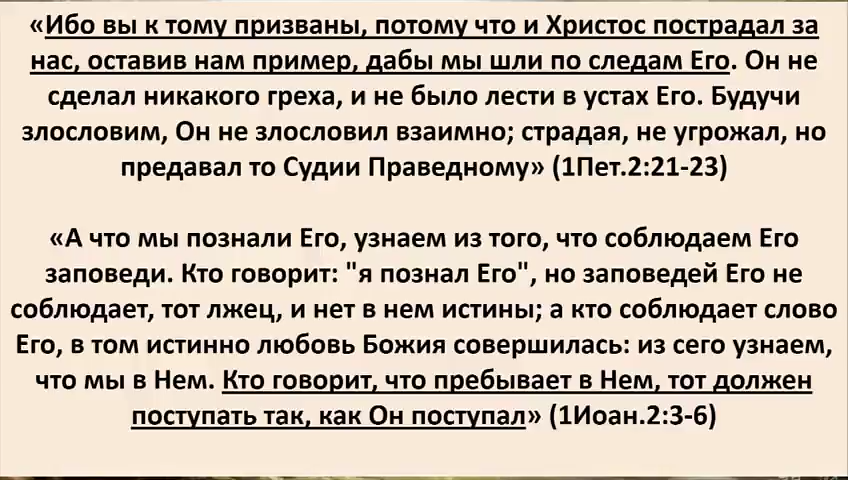 «Ибо вы к тому призваны, потому что и Христос пострадал за
нас, оставив нам пример, дабы мы шли по следам Его. Он не
сделал никакого греха, и не было лести в устах Его. Будучи
злословим, Он не злословил взаимно; страдая, не угрожал, но
предавал то Судии Праведному» (1Пет.2:21-23)
«А что мы познали Его, узнаем из того, что соблюдаем Его
заповеди. Кто говорит: "я познал Его", но заповедей Его не
соблюдает, тот лжец, и нет в нем истины; а кто соблюдает слово
Его, в том истинно любовь Божия совершилась: из сего узнаем,
что мы в Нем. Кто говорит, что пребывает в Нем, тот должен
поступать так, как Он поступал» (1Иоан.2:3-6)